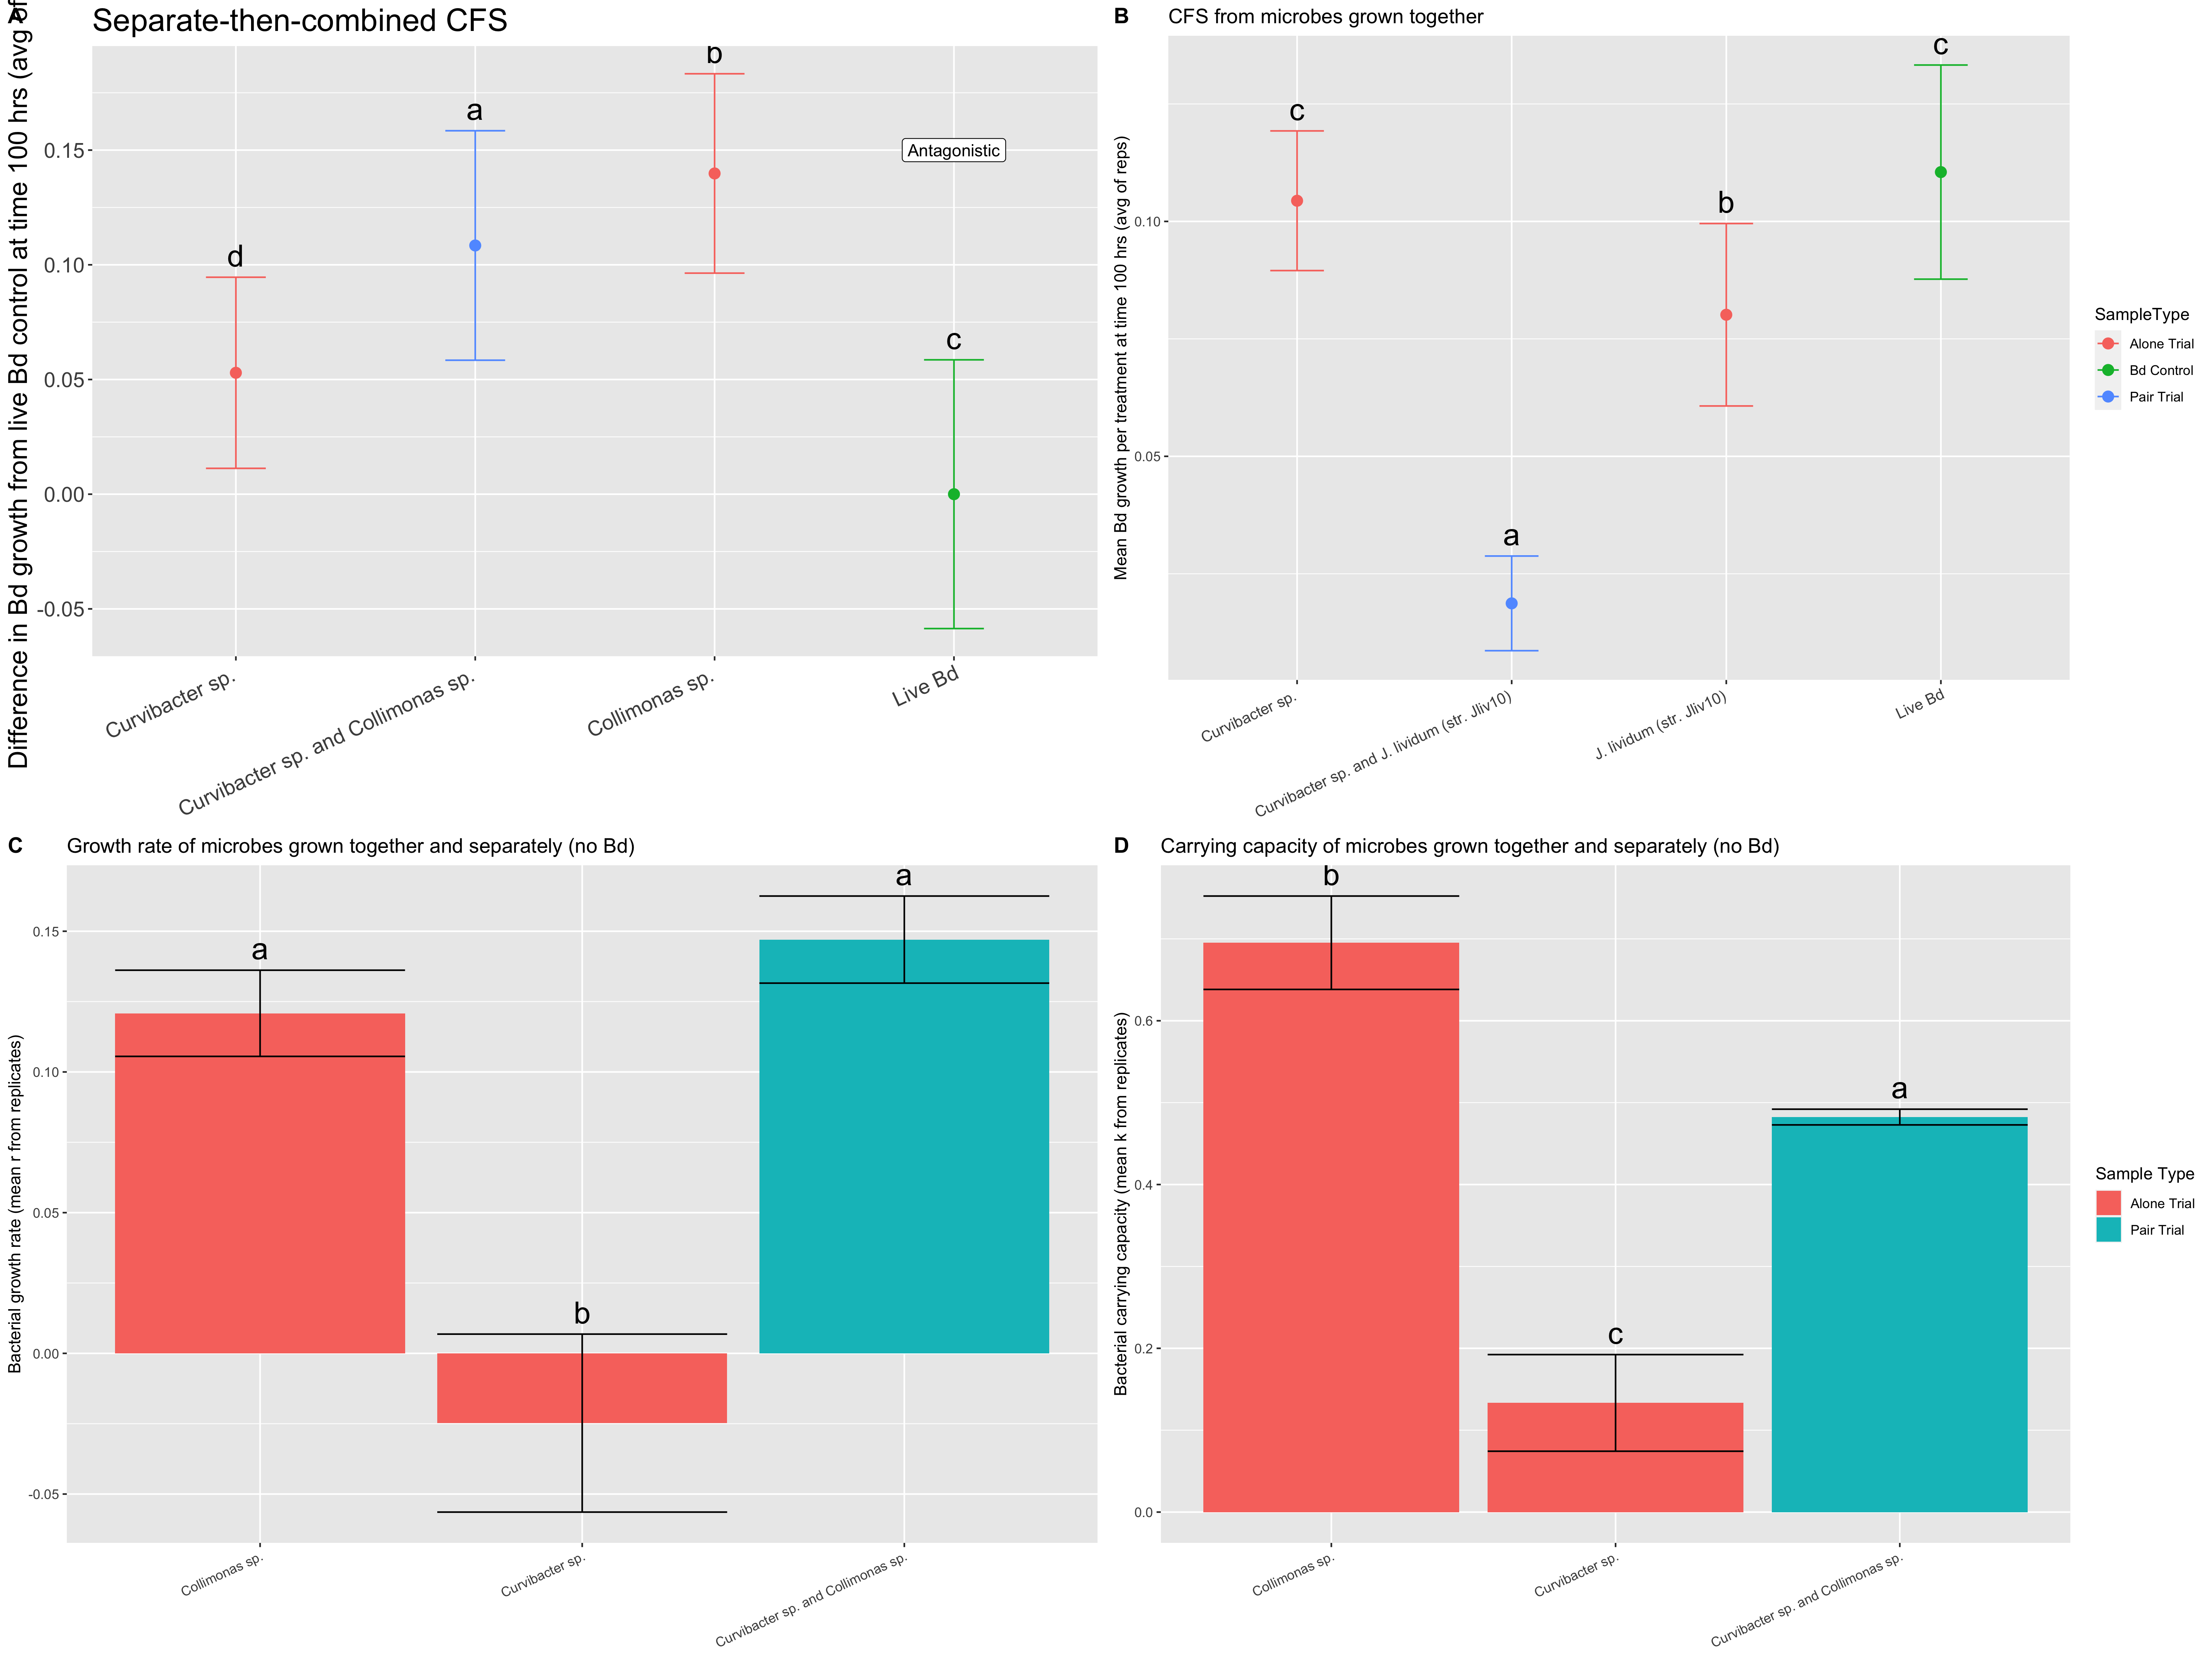 A
Separate-then-combined CFS
Difference in Bd growth from live Bd control at time 100 hrs (avg of
0.15
0.10
0.05
0.00
-0.05
d
a
b
c
Antagonistic
Curvibacter sp.
Curvibacter sp. and Collimonas sp.
Collimonas sp.
Live Bd
B
CFS from microbes grown together
Mean Bd growth per treatment at time 100 hrs (avg of reps)
0.10
0.05
c
a
b
c
Curvibacter sp.
Curvibacter sp. and J. lividum (str. Jliv10)
J. lividum (str. Jliv10)
Live Bd
SampleType
Alone Trial
Bd Control
Pair Trial
C
Growth rate of microbes grown together and separately (no Bd)
Bacterial growth rate (mean r from replicates)
0.15
0.10
0.05
0.00
-0.05
a
b
a
Collimonas sp.
Curvibacter sp.
Curvibacter sp. and Collimonas sp.
D
Carrying capacity of microbes grown together and separately (no Bd)
Bacterial carrying capacity (mean k from replicates)
0.6
0.4
0.2
0.0
b
c
a
Collimonas sp.
Curvibacter sp.
Curvibacter sp. and Collimonas sp.
Sample Type
Alone Trial
Pair Trial